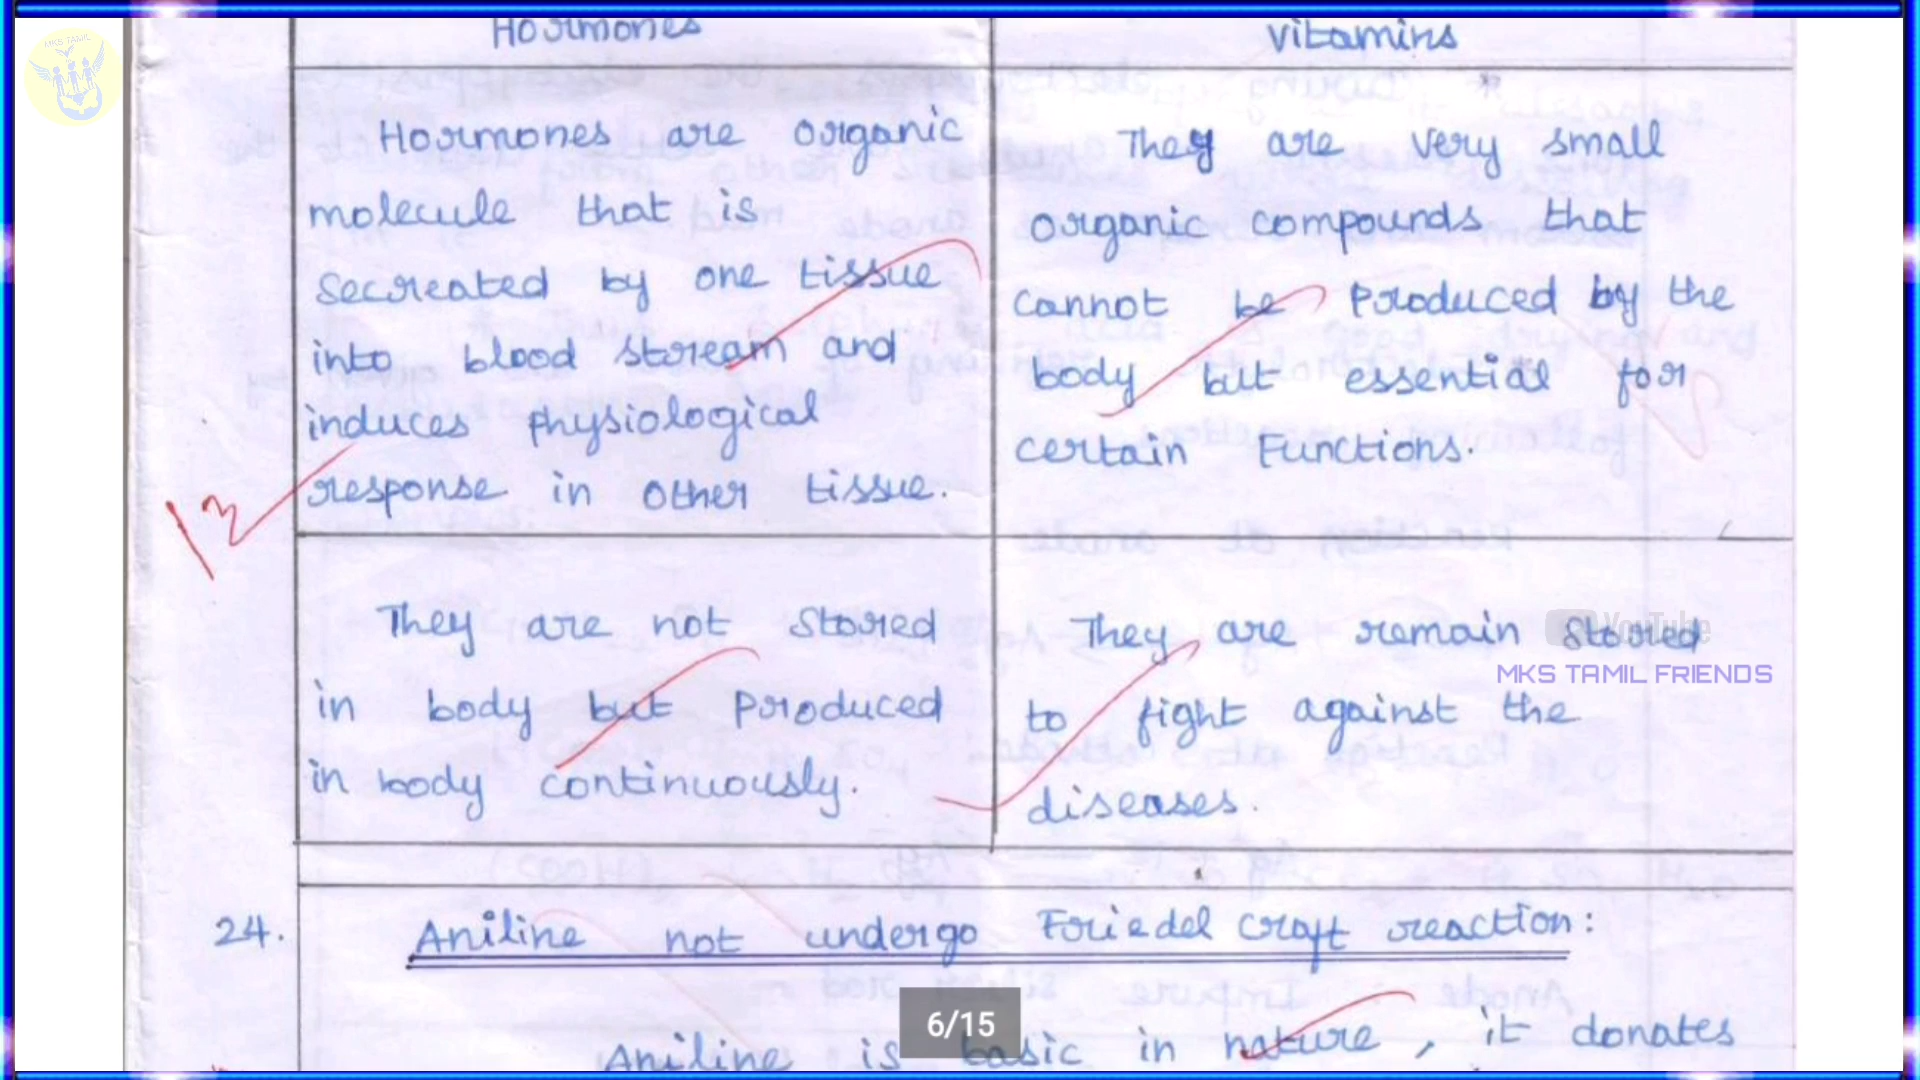 MKS TAMIL
Hormones
Vitamins
Hormones are organic
molecule that is
secreated by one tissue
into blood stream and
induces physiological
response in other tissue.
They are very small
organic compounds that
cannot be produced by the
body but essential for
certain Functions.
They are not stored
in body but produced
in body continuously.
They are remain stored
to fight against the
diseases.
YouTube
MKS TAMIL FRIENDS
24.
Aniline not undergo Friedel Craft reaction:
6/15
Aniline is basic in nature, it donates